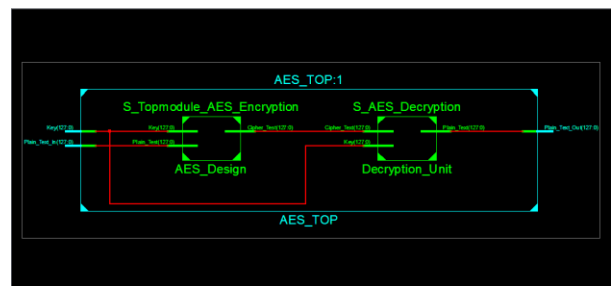 AES_TOP:1
S_Topmodule_AES_Encryption
S_AES_Decryption
Key(127:0)
Key(127:0)
Cipher_Text(127:0)
Cipher_Text(127:0)
Plain_Text(127:0)
Plain_Text_Out(127:0)
Plain_Text_In(127:0)
Plain_Text(127:0)
Key(127:0)
AES_Design
Decryption_Unit
AES_TOP